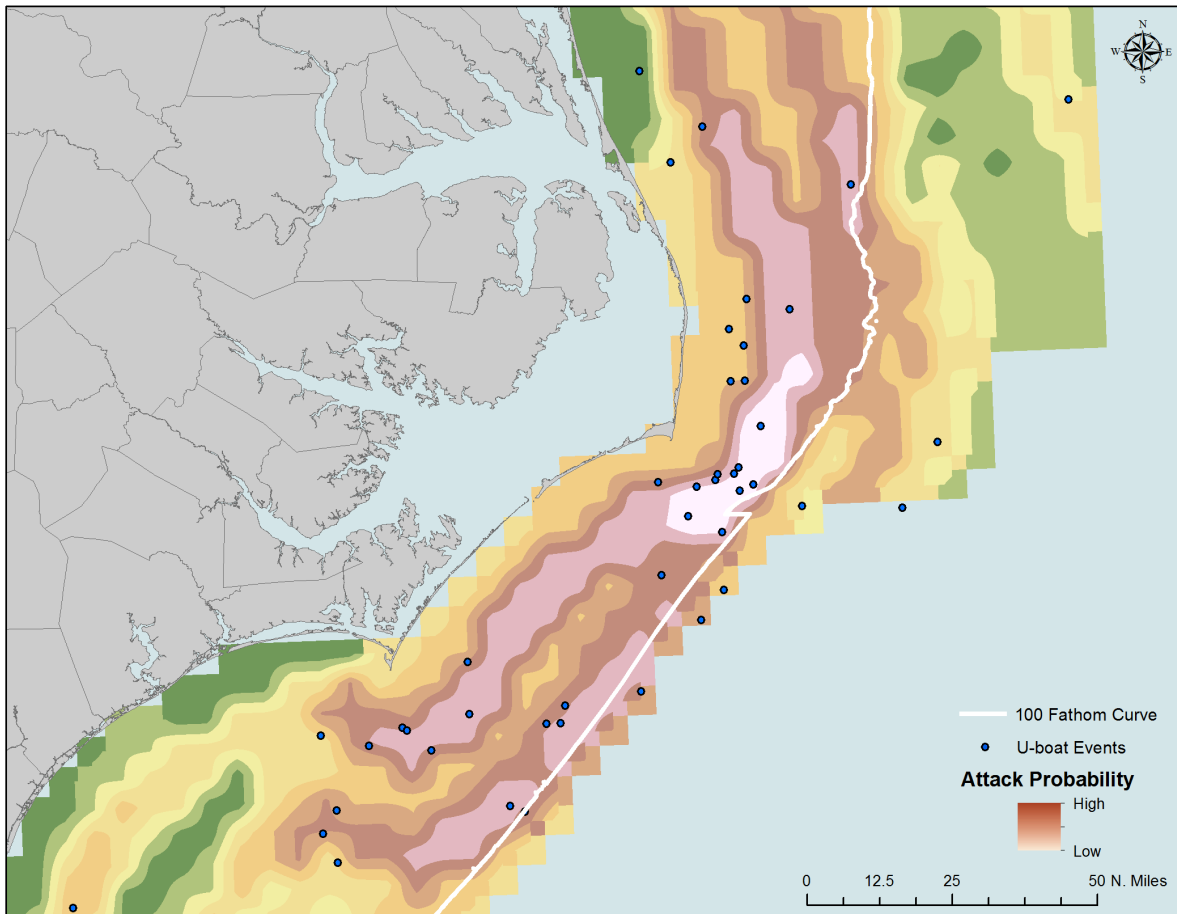 N
W E
S
100 Fathom Curve
U-boat Events
Attack Probability
High
Low
0 12.5 25 50 N. Miles